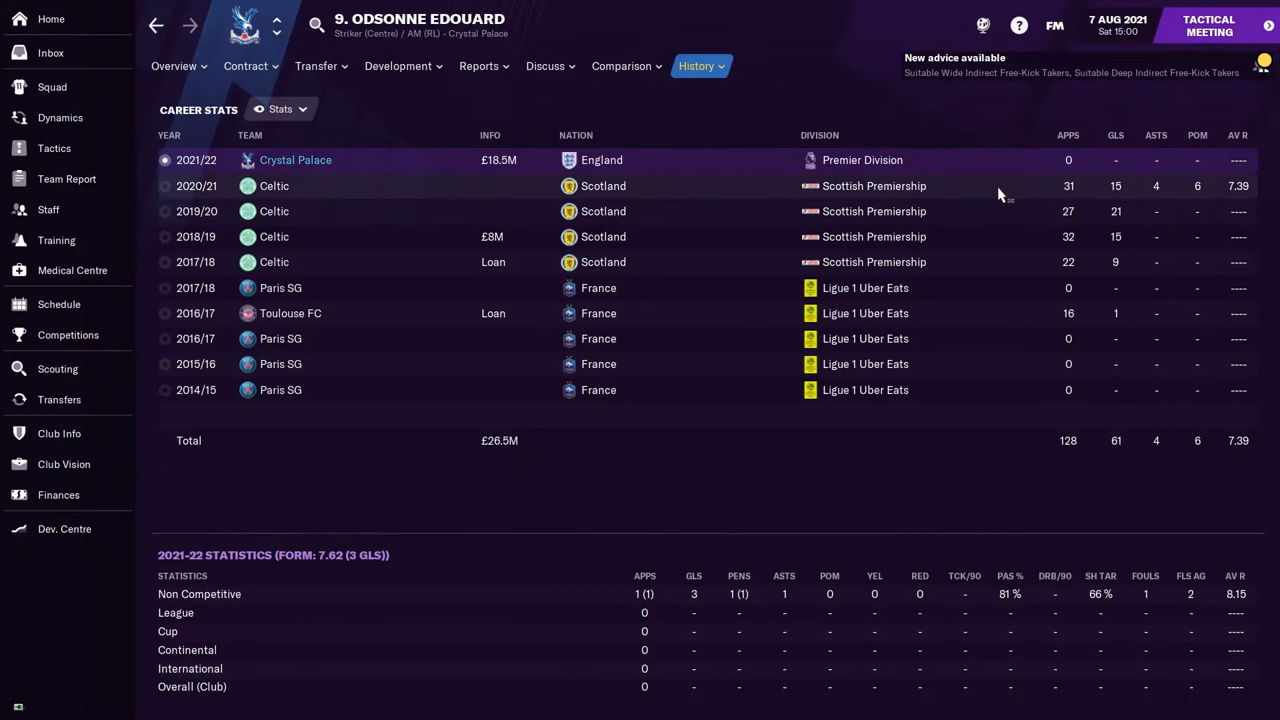 Home
Inbox
Squad
Dynamics
Tactics
Team Report
Staff
Training
Medical Centre
Schedule
Competitions
Scouting
Transfers
Club Info
Club Vision
Finances
Dev. Centre
9. ODSONNE EDOUARD
Striker (Centre) / AM (RL) - Crystal Palace
FM
7 AUG 2021
Sat 15:00
TACTICAL MEETING
New advice available
Suitable Wide Indirect Free-Kick Takers, Suitable Deep Indirect Free-Kick Takers
Overview Contract Transfer Development Reports Discuss Comparison History
CAREER STATS Stats
YEAR TEAM INFO NATION DIVISION APPS GLS ASTS POM AV R
2021/22 Crystal Palace £18.5M England Premier Division 0 - - - ----
2020/21 Celtic Scotland Scottish Premiership 31 15 4 6 7.39
2019/20 Celtic Scotland Scottish Premiership 27 21 - - ----
2018/19 Celtic £8M Scotland Scottish Premiership 32 15 - - ----
2017/18 Celtic Loan Scotland Scottish Premiership 22 9 - - ----
2017/18 Paris SG France Ligue 1 Uber Eats 0 - - - ----
2016/17 Toulouse FC Loan France Ligue 1 Uber Eats 16 1 - - ----
2016/17 Paris SG France Ligue 1 Uber Eats 0 - - - ----
2015/16 Paris SG France Ligue 1 Uber Eats 0 - - - ----
2014/15 Paris SG France Ligue 1 Uber Eats 0 - - - ----
Total £26.5M 128 61 4 6 7.39
2021-22 STATISTICS (FORM: 7.62 (3 GLS))
STATISTICS APPS GLS PENS ASTS POM YEL RED TCK/90 PAS % DRB/90 SH TAR FOULS FLS AG AV R
Non Competitive 1 (1) 3 1 (1) 1 0 0 0 - 81 % - 66 % 1 2 8.15
League 0 - - - - - - - - - - - - ----
Cup 0 - - - - - - - - - - - - ----
Continental 0 - - - - - - - - - - - - ----
International 0 - - - - - - - - - - - - ----
Overall (Club) 0 - - - - - - - - - - - - ----